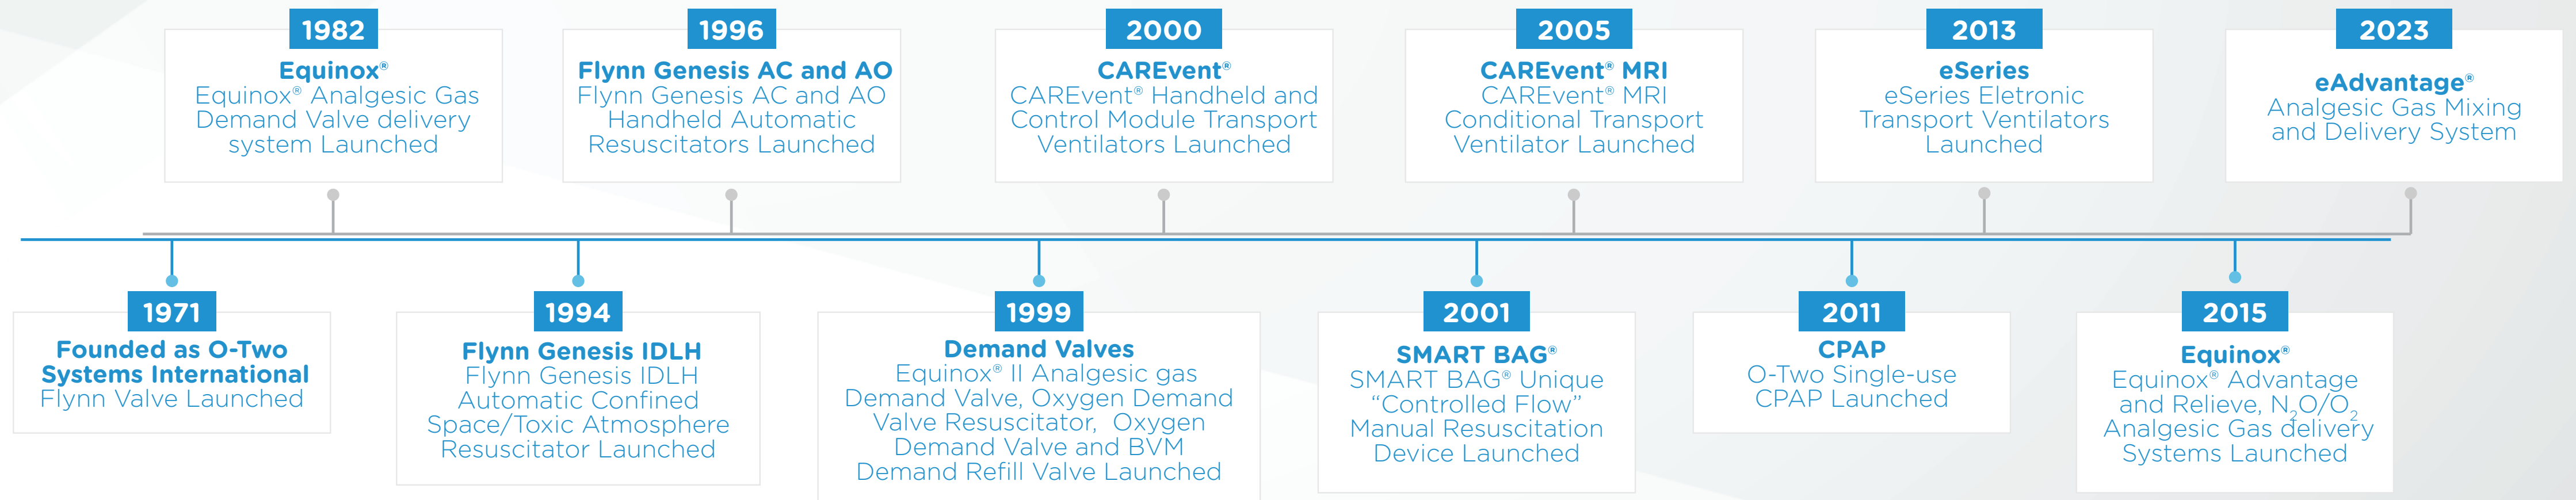 1982
Equinox®
Equinox® Analgesic Gas
Demand Valve delivery
system Launched
1996
Flynn Genesis AC and AO
Flynn Genesis AC and AO
Handheld Automatic
Resuscitators Launched
2000
CAREvent®
CAREvent® Handheld and
Control Module Transport
Ventilators Launched
2005
CAREvent® MRI
CAREvent® MRI
Conditional Transport
Ventilator Launched
2013
eSeries
eSeries Eletronic
Transport Ventilators
Launched
2023
eAdvantage®
Analgesic Gas Mixing
and Delivery System
1971
Founded as O-Two
Systems International
Flynn Valve Launched
1994
Flynn Genesis IDLH
Flynn Genesis IDLH
Automatic Confined
Space/Toxic Atmosphere
Resuscitator Launched
1999
Demand Valves
Equinox® II Analgesic gas
Demand Valve, Oxygen Demand
Valve Resuscitator, Oxygen
Demand Valve and BVM
Demand Refill Valve Launched
2001
SMART BAG®
SMART BAG® Unique
“Controlled Flow”
Manual Resuscitation
Device Launched
2011
CPAP
O-Two Single-use
CPAP Launched
2015
Equinox®
Equinox® Advantage
and Relieve, N₂O/O₂
Analgesic Gas delivery
Systems Launched